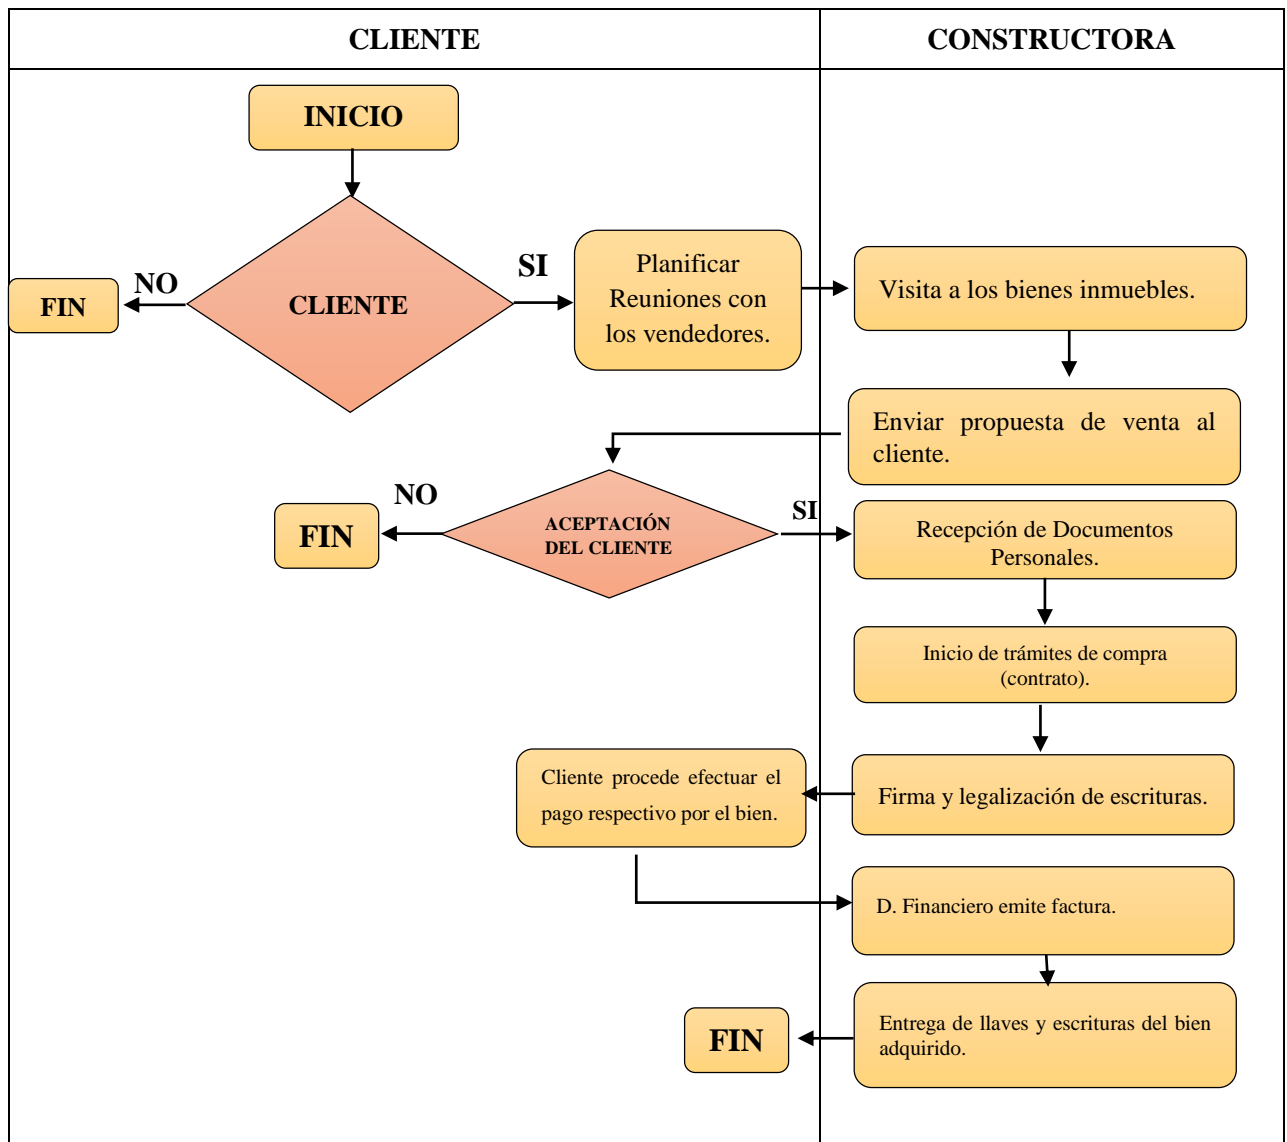 CLIENTE
CONSTRUCTORA
INICIO
CLIENTE
NO
FIN
SI
Planificar
Reuniones con
los vendedores.
Visita a los bienes inmuebles.
Enviar propuesta de venta al
cliente.
ACEPTACIÓN
DEL CLIENTE
NO
FIN
SI
Recepción de Documentos
Personales.
Inicio de trámites de compra
(contrato).
Firma y legalización de escrituras.
Cliente procede efectuar el
pago respectivo por el bien.
D. Financiero emite factura.
Entrega de llaves y escrituras del bien
adquirido.
FIN